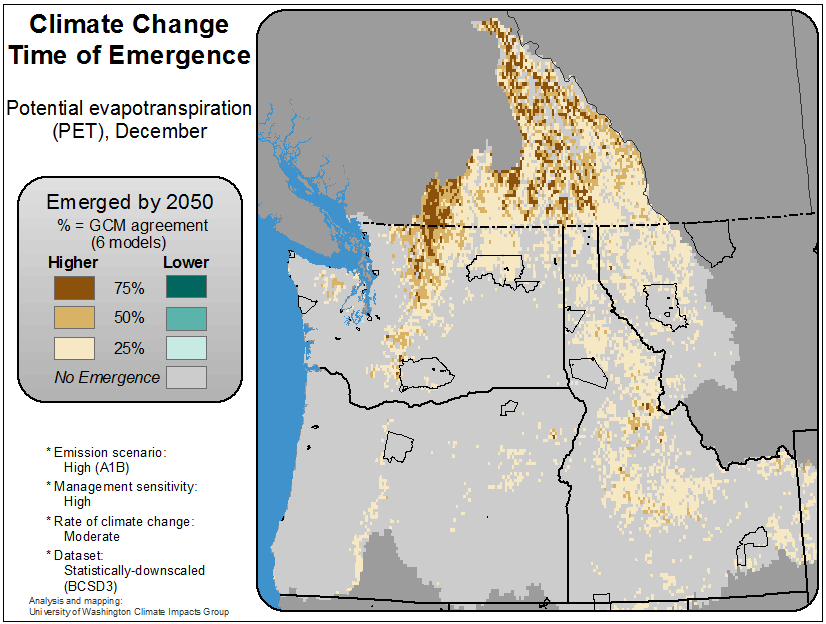 Climate Change
Time of Emergence
Potential evapotranspiration
(PET), December
Emerged by 2050
% = GCM agreement
(6 models)
Higher Lower
75%
50%
25%
No Emergence
* Emission scenario:
High (A1B)
* Management sensitivity:
High
* Rate of climate change:
Moderate
* Dataset:
Statistically-downscaled
(BCSD3)
Analysis and mapping:
University of Washington Climate Impacts Group